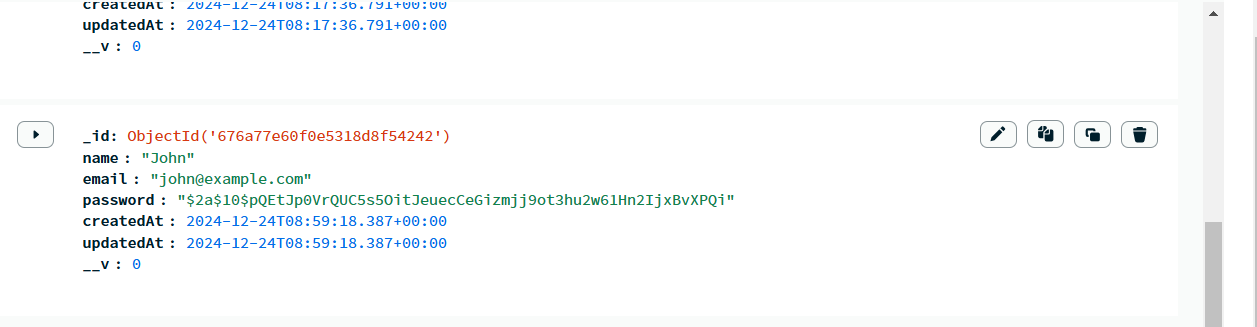 createdAt : 2024-12-24T08:17:36.791+00:00
updatedAt : 2024-12-24T08:17:36.791+00:00
__v : 0
_id: ObjectId('676a77e60f0e5318d8f54242')
name : "John"
email : "john@example.com"
password : "$2a$10$pQEtJp0VrQUC5s5OitJeuecCeGizmjj9ot3hu2w61Hn2IjxBvXPQi"
createdAt : 2024-12-24T08:59:18.387+00:00
updatedAt : 2024-12-24T08:59:18.387+00:00
__v : 0